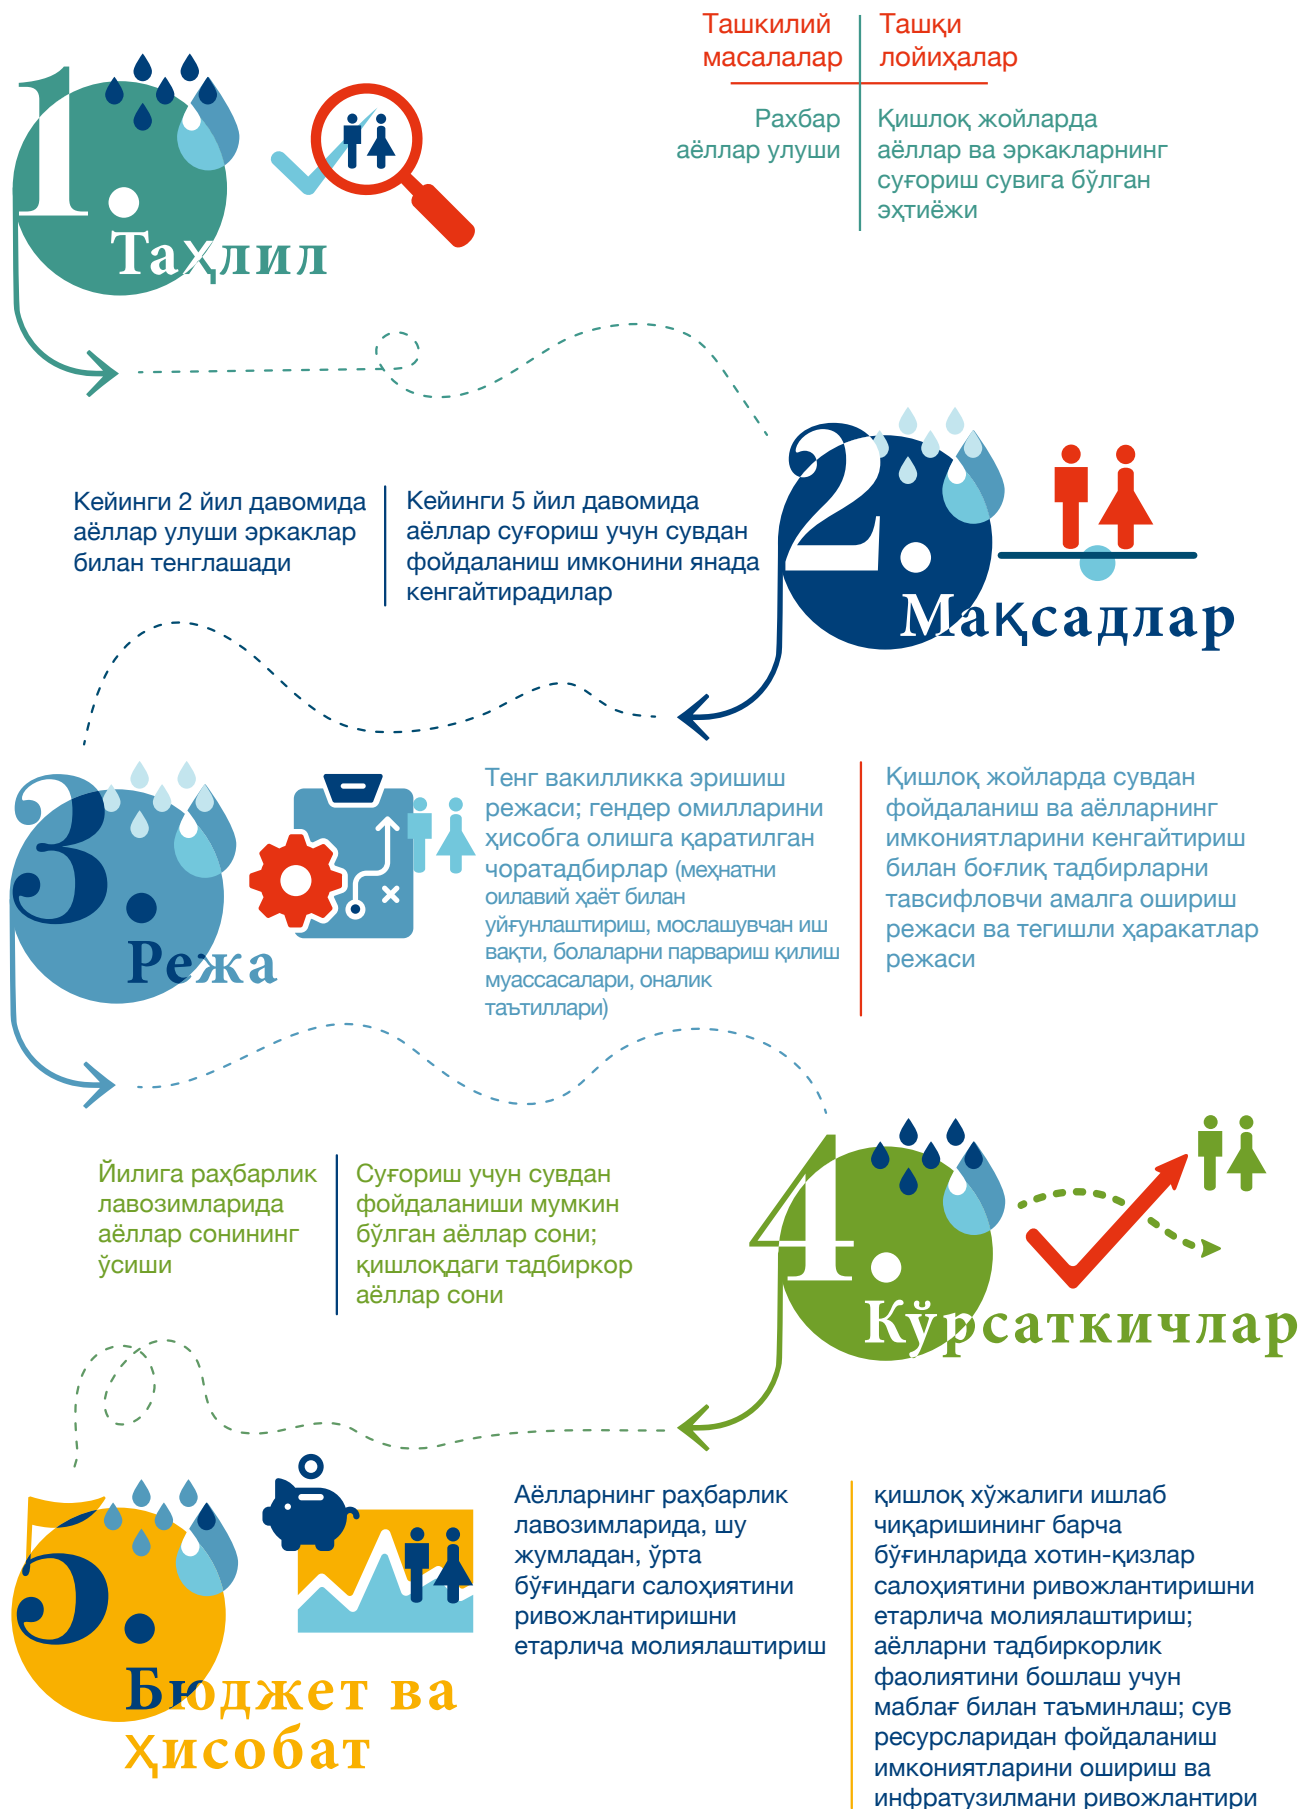 Ташкилий
масалалар
Ташқи
лойиҳалар
Рахбар
аёллар улуши
Қишлоқ жойларда
аёллар ва эркакларнинг
суғориш сувига бўлган
эҳтиёжи
1.
Таҳлил
2.
Мақсадлар
Кейинги 2 йил давомида
аёллар улуши эркаклар
билан тенглашади
Кейинги 5 йил давомида
аёллар суғориш учун сувдан
фойдаланиш имконини янада
кенгайтирадилар
3.
Режа
Тенг вакилликка эришиш
режаси; гендер омилларини
ҳисобга олишга қаратилган
чоратадбирлар (меҳнатни
оилавий ҳаёт билан
уйғунлаштириш, мослашувчан иш
вақти, болаларни парвариш қилиш
муассасалари, оналик
таътиллари)
Қишлоқ жойларда сувдан
фойдаланиш ва аёлларнинг
имкониятларини кенгайтириш
билан боғлиқ тадбирларни
тавсифловчи амалга ошириш
режаси ва тегишли ҳаракатлар
режаси
4.
Кўрсаткичлар
Йилига раҳбарлик
лавозимларида
аёллар сонининг
ўсиши
Суғориш учун сувдан
фойдаланиши мумкин
бўлган аёллар сони;
қишлоқдаги тадбиркор
аёллар сони
5.
Бюджет ва
ҳисобат
Аёлларнинг раҳбарлик
лавозимларида, шу
жумладан, ўрта
бўғиндаги салоҳиятини
ривожлантиришни
етарлича молиялаштириш
қишлоқ хўжалиги ишлаб
чиқаришининг барча
бўғинларида хотин-қизлар
салоҳиятини ривожлантиришни
етарлича молиялаштириш;
аёлларни тадбиркорлик
фаолиятини бошлаш учун
маблағ билан таъминлаш; сув
ресурсларидан фойдаланиш
имкониятларини ошириш ва
инфратузилмани ривожлантири